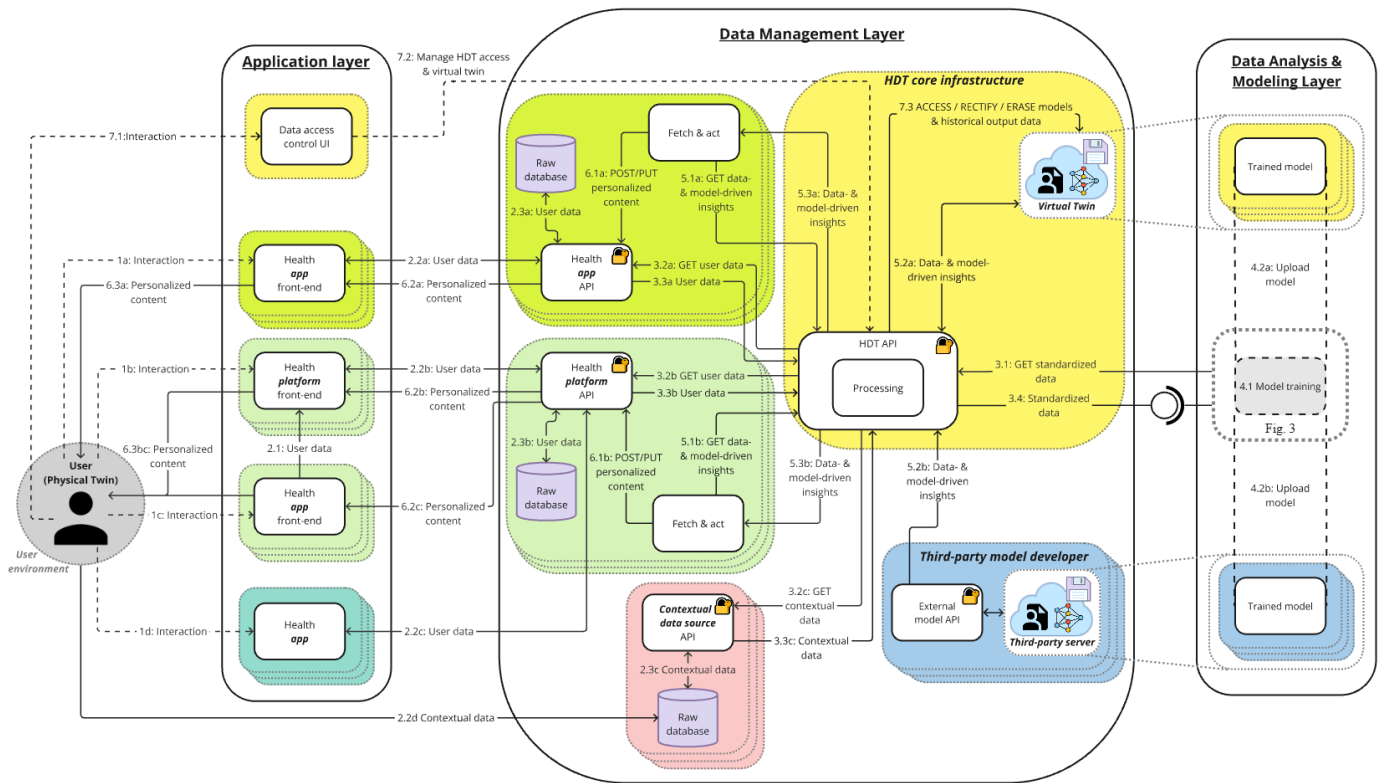 Data Management Layer
Application layer
Data Analysis &
Modeling Layer
7.2: Manage HDT access
& virtual twin
HDT core infrastructure
7.1:Interaction
Data access
control UI
Raw
database
Fetch & act
6.1a: POST/PUT
personalized
content
5.1a: GET data-
& model-driven
insights
5.3a: Data- &
model-driven
insights
7.3 ACCESS / RECTIFY / ERASE models
& historical output data
Virtual Twin
Trained model
2.3a: User data
1a: Interaction
6.3a: Personalized
content
Health
app
front-end
2.2a: User data
6.2a: Personalized
content
Health
app
API
3.2a: GET user data
3.3a User data
5.2a: Data- & model-
driven insights
4.2a: Upload
model
HDT API
Processing
1b: Interaction
Health
platform
front-end
2.2b: User data
6.2b: Personalized
content
Health
platform
API
3.2b GET user data
3.3b User data
3.1: GET standardized
data
3.4: Standardized
data
4.1 Model training
Fig. 3
6.3bc: Personalized
content
2.1: User data
2.3b: User data
6.1b: POST/PUT
personalized
content
5.1b: GET data-
& model-driven
insights
5.3b: Data- &
model-driven
insights
5.2b: Data- &
model-driven
insights
User
(Physical Twin)
1c: Interaction
Health
app
front-end
6.2c: Personalized
content
Raw
database
Fetch & act
4.2b: Upload
model
User
environment
Third-party model developer
1d: Interaction
Health
app
2.2c: User data
Contextual
data source
API
3.2c: GET
contextual
data
3.3c: Contextual
data
External
model API
Third-party server
Trained model
2.3c Contextual data
2.2d Contextual data
Raw
database